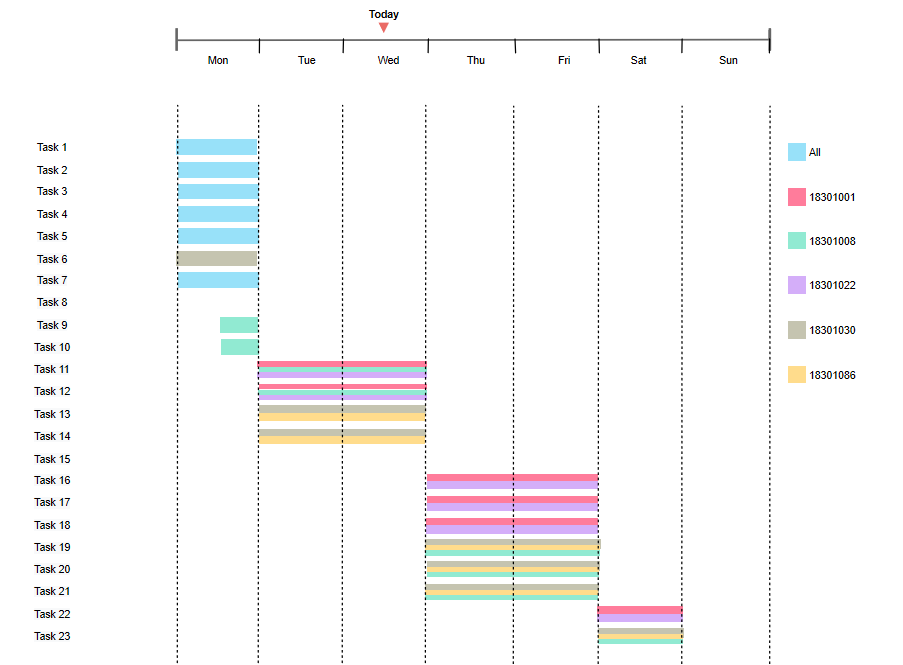 Today
Mon Tue Wed Thu Fri Sat Sun
Task 1
All
Task 2
Task 3
18301001
Task 4
Task 5
18301008
Task 6
Task 7
18301022
Task 8
Task 9
18301030
Task 10
Task 11
18301086
Task 12
Task 13
Task 14
Task 15
Task 16
Task 17
Task 18
Task 19
Task 20
Task 21
Task 22
Task 23